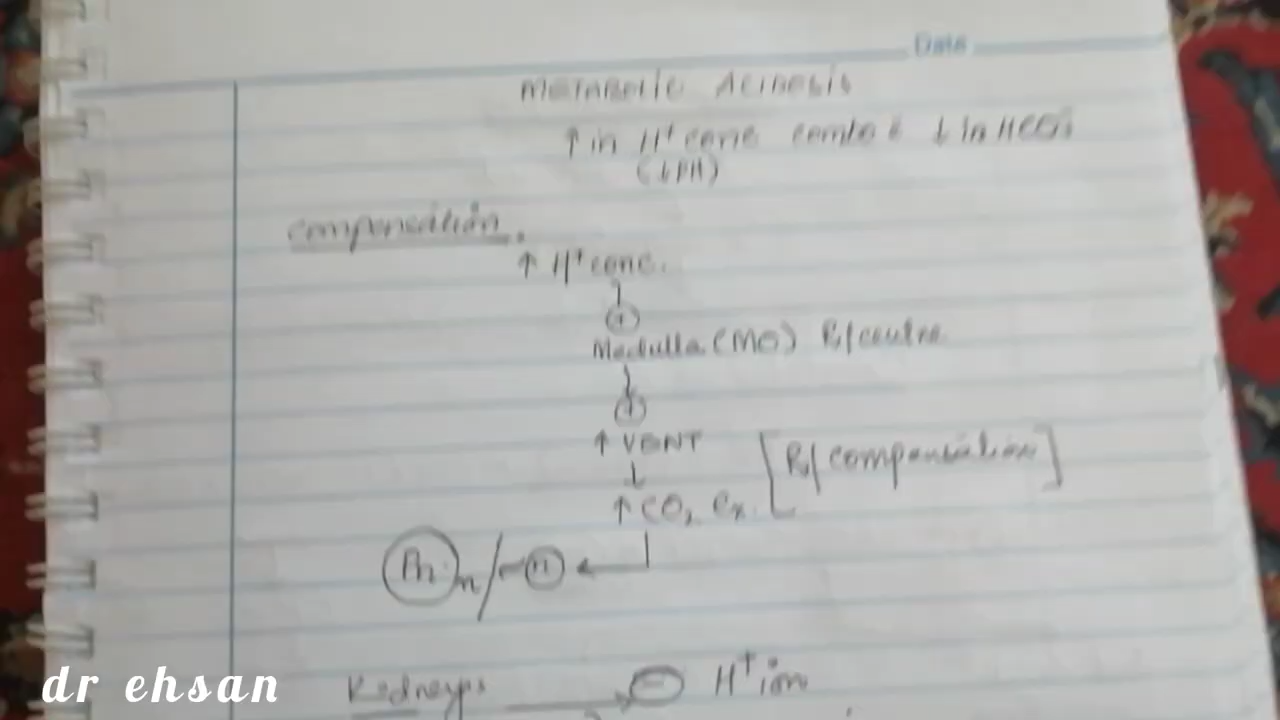 Date
METABOLIC ACIDOSIS
↑ in H⁺ conc combo c̄ ↓ in HCO₃
(↓PH)
compensation.
↑ H⁺ conc.
+
Medulla (MO) R/centre
+
↑ VENT
[R/compensation]
↑ CO₂ ex.
Kidneys → - H⁺ ion
dr ehsan